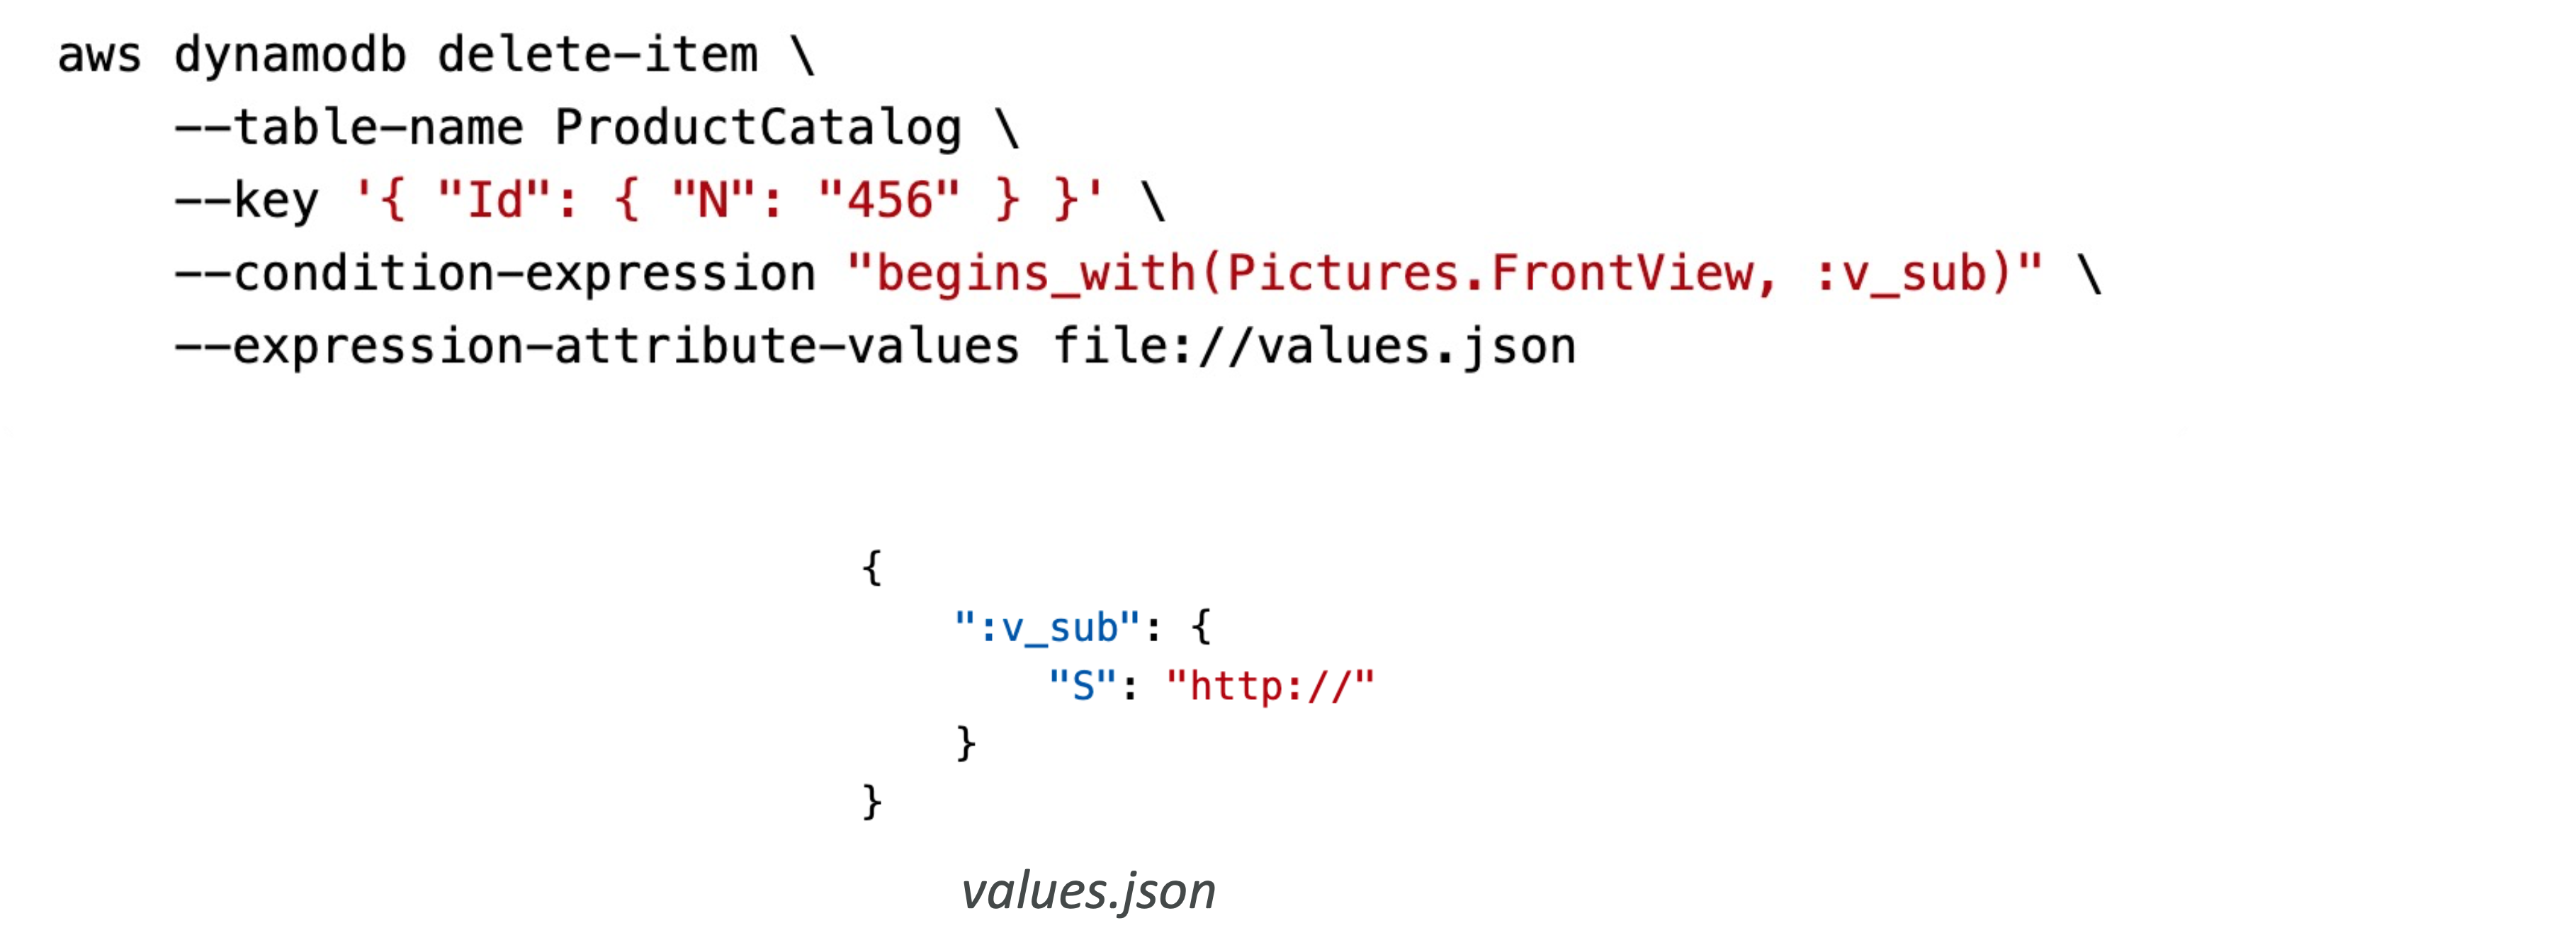 aws dynamodb delete-item \
--table-name ProductCatalog \
--key '{ "Id": { "N": "456" } }' \
--condition-expression "begins_with(Pictures.FrontView, :v_sub)" \
--expression-attribute-values file://values.json
{
":v_sub": {
"S": "http://"
}
}
values.json